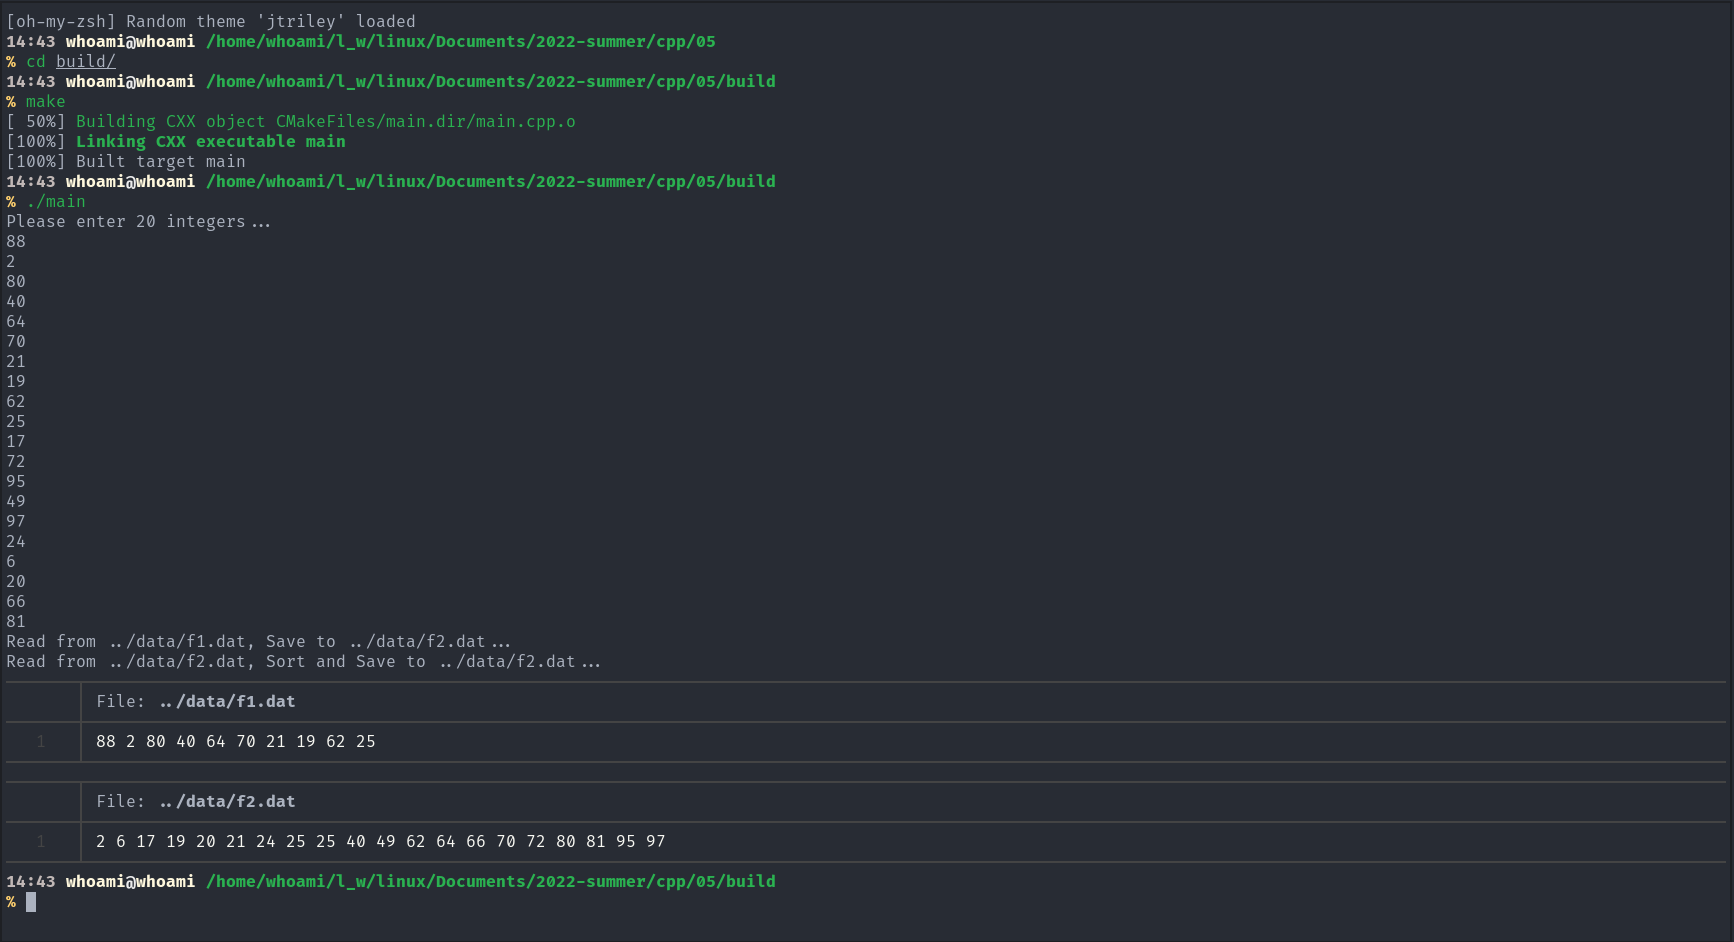 [oh-my-zsh] Random theme 'jtriley' loaded
14:43 whoami@whoami /home/whoami/l_w/linux/Documents/2022-summer/cpp/05
% cd build/
14:43 whoami@whoami /home/whoami/l_w/linux/Documents/2022-summer/cpp/05/build
% make
[ 50%] Building CXX object CMakeFiles/main.dir/main.cpp.o
[100%] Linking CXX executable main
[100%] Built target main
14:43 whoami@whoami /home/whoami/l_w/linux/Documents/2022-summer/cpp/05/build
% ./main
Please enter 20 integers...
88
2
80
40
64
70
21
19
62
25
17
72
95
49
97
24
6
20
66
81
Read from ../data/f1.dat, Save to ../data/f2.dat...
Read from ../data/f2.dat, Sort and Save to ../data/f2.dat...
File: ../data/f1.dat
1 88 2 80 40 64 70 21 19 62 25
File: ../data/f2.dat
1 2 6 17 19 20 21 24 25 25 40 49 62 64 66 70 72 80 81 95 97
14:43 whoami@whoami /home/whoami/l_w/linux/Documents/2022-summer/cpp/05/build
%